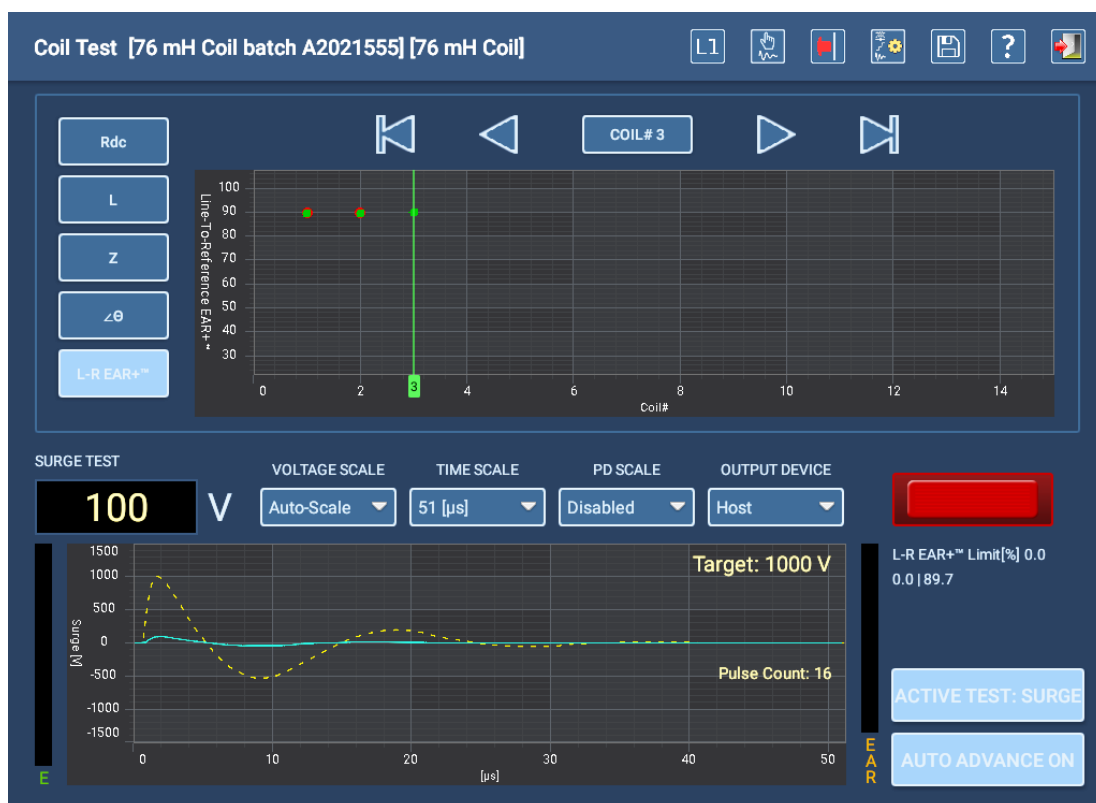 Coil Test [76 mH Coil batch A2021555] [76 mH Coil]
L1
?
Rdc
L
Z
∠θ
L-R EAR+™
COIL# 3
Line-To-Reference EAR+™
100
90
80
70
60
50
40
30
0 2 3 4 6 8 10 12 14
Coil#
SURGE TEST
100 V
VOLTAGE SCALE
Auto-Scale
TIME SCALE
51 [µs]
PD SCALE
Disabled
OUTPUT DEVICE
Host
L-R EAR+™ Limit[%] 0.0
0.0 | 89.7
Surge [V]
1500
1000
500
0
-500
-1000
-1500
Target: 1000 V
Pulse Count: 16
0 10 20 30 40 50
[µs]
E
EAR
ACTIVE TEST: SURGE
AUTO ADVANCE ON